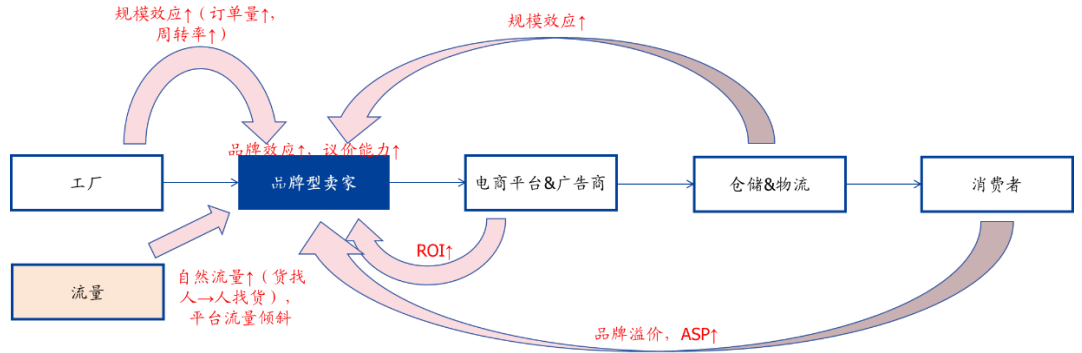 规模效应↑（订单量↑，
周转率↑）
规模效应↑
品牌效应↑，议价能力↑
工厂
品牌型卖家
电商平台&广告商
仓储&物流
消费者
ROI↑
流量
自然流量↑（货找
人→人找货），
平台流量倾斜
品牌溢价，ASP↑